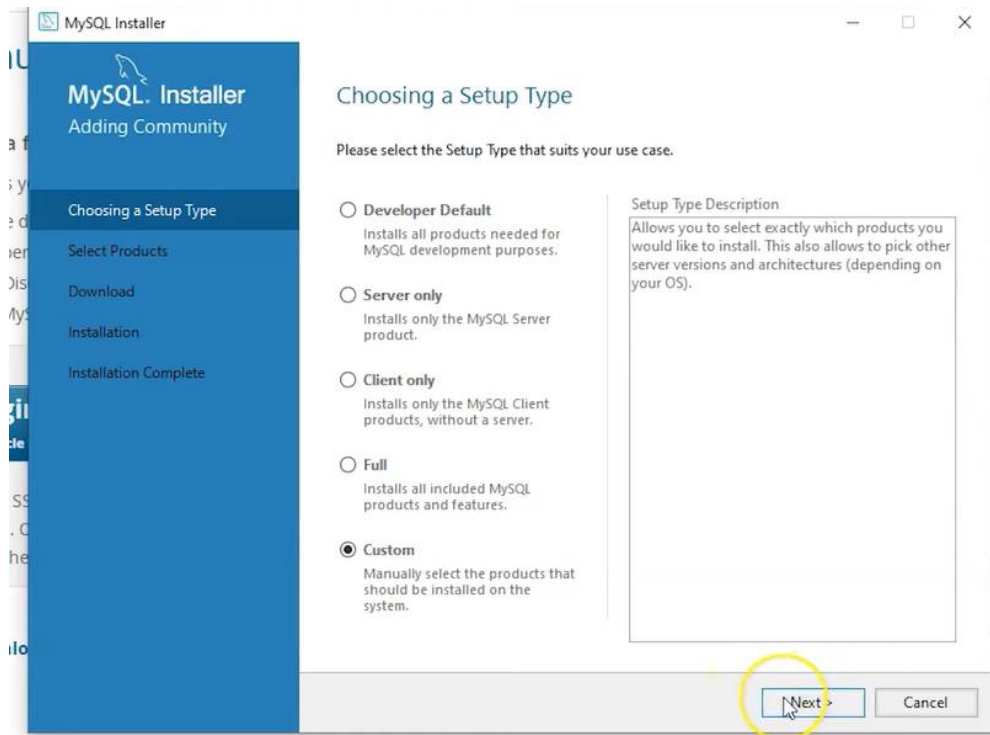 MySQL Installer
MySQL. Installer
Adding Community
Choosing a Setup Type
Select Products
Download
Installation
Installation Complete
Choosing a Setup Type
Please select the Setup Type that suits your use case.
Developer Default
Installs all products needed for
MySQL development purposes.
Server only
Installs only the MySQL Server
product.
Client only
Installs only the MySQL Client
products, without a server.
Full
Installs all included MySQL
products and features.
Custom
Manually select the products that
should be installed on the
system.
Setup Type Description
Allows you to select exactly which products you
would like to install. This also allows to pick other
server versions and architectures (depending on
your OS).
Next >
Cancel